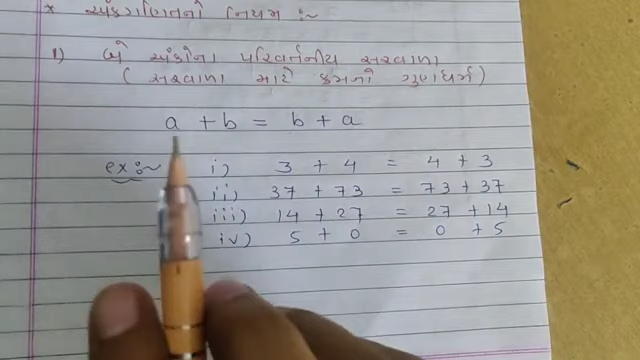 * અંકગણિતનો નિયમ :~
1) બે અંકોના પરિવર્તનીય સરવાળા
( સરવાળા માટે ક્રમનો ગુણધર્મ )
a + b = b + a
ex :~ i) 3 + 4 = 4 + 3
ii) 37 + 73 = 73 + 37
iii) 14 + 27 = 27 + 14
iv) 5 + 0 = 0 + 5